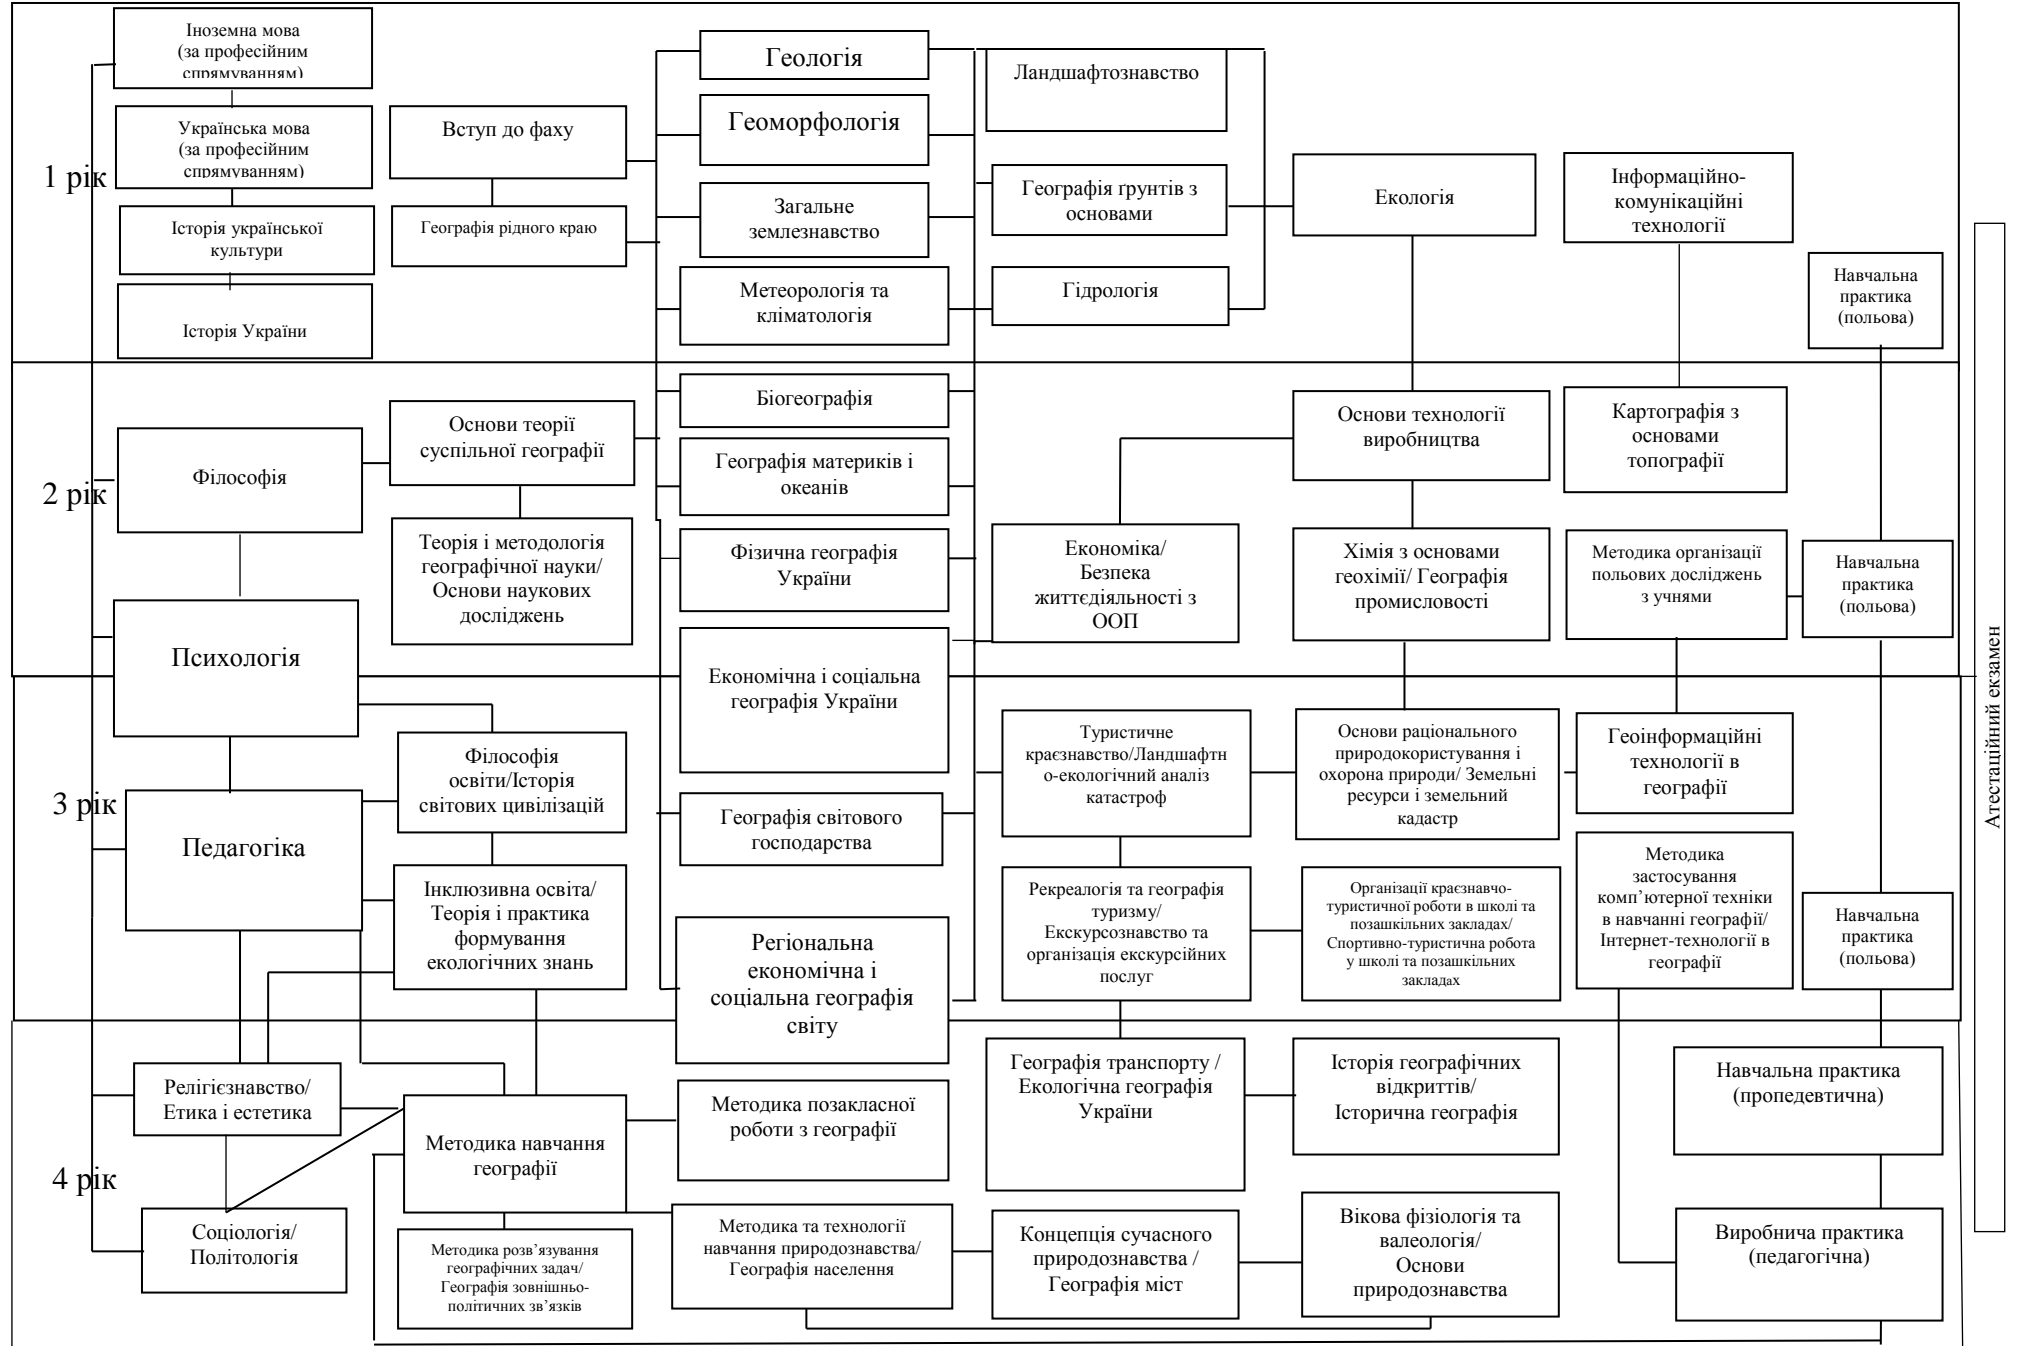 1 рік
Іноземна мова
(за професійним
спрямуванням)
Українська мова
(за професійним
спрямуванням)
Історія української
культури
Історія України
Вступ до фаху
Географія рідного краю
Геологія
Геоморфологія
Загальне
землезнавство
Метеорологія та
кліматологія
Ландшафтознавство
Географія ґрунтів з
основами
Гідрологія
Екологія
Інформаційно-
комунікаційні
технології
Навчальна
практика
(польова)
2 рік
Філософія
Психологія
Основи теорії
суспільної географії
Теорія і методологія
географічної науки/
Основи наукових
досліджень
Біогеографія
Географія материків і
океанів
Фізична географія
України
Економічна і соціальна
географія України
Економіка/
Безпека
життєдіяльності з
ООП
Основи технології
виробництва
Хімія з основами
геохімії/ Географія
промисловості
Картографія з
основами
топографії
Методика організації
польових досліджень
з учнями
Навчальна
практика
(польова)
3 рік
Педагогіка
Філософія
освіти/Історія
світових цивілізацій
Інклюзивна освіта/
Теорія і практика
формування
екологічних знань
Географія світового
господарства
Регіональна
економічна і
соціальна географія
світу
Туристичне
краєзнавство/Ландшафтн
о-екологічний аналіз
катастроф
Рекреалогія та географія
туризму/
Екскурсознавство та
організація екскурсійних
послуг
Основи раціонального
природокористування і
охорона природи/ Земельні
ресурси і земельний
кадастр
Організації краєзнавчо-
туристичної роботи в школі та
позашкільних закладах/
Спортивно-туристична робота
у школі та позашкільних
закладах
Геоінформаційні
технології в
географії
Методика
застосування
комп’ютерної техніки
в навчанні географії/
Інтернет-технології в
географії
Навчальна
практика
(польова)
4 рік
Релігієзнавство/
Етика і естетика
Соціологія/
Політологія
Методика навчання
географії
Методика розв’язування
географічних задач/
Географія зовнішньо-
політичних зв’язків
Методика позакласної
роботи з географії
Методика та технології
навчання природознавства/
Географія населення
Географія транспорту /
Екологічна географія
України
Концепція сучасного
природознавства /
Географія міст
Історія географічних
відкриттів/
Історична географія
Вікова фізіологія та
валеологія/
Основи
природознавства
Навчальна практика
(пропедевтична)
Виробнича практика
(педагогічна)
Атестаційний екзамен